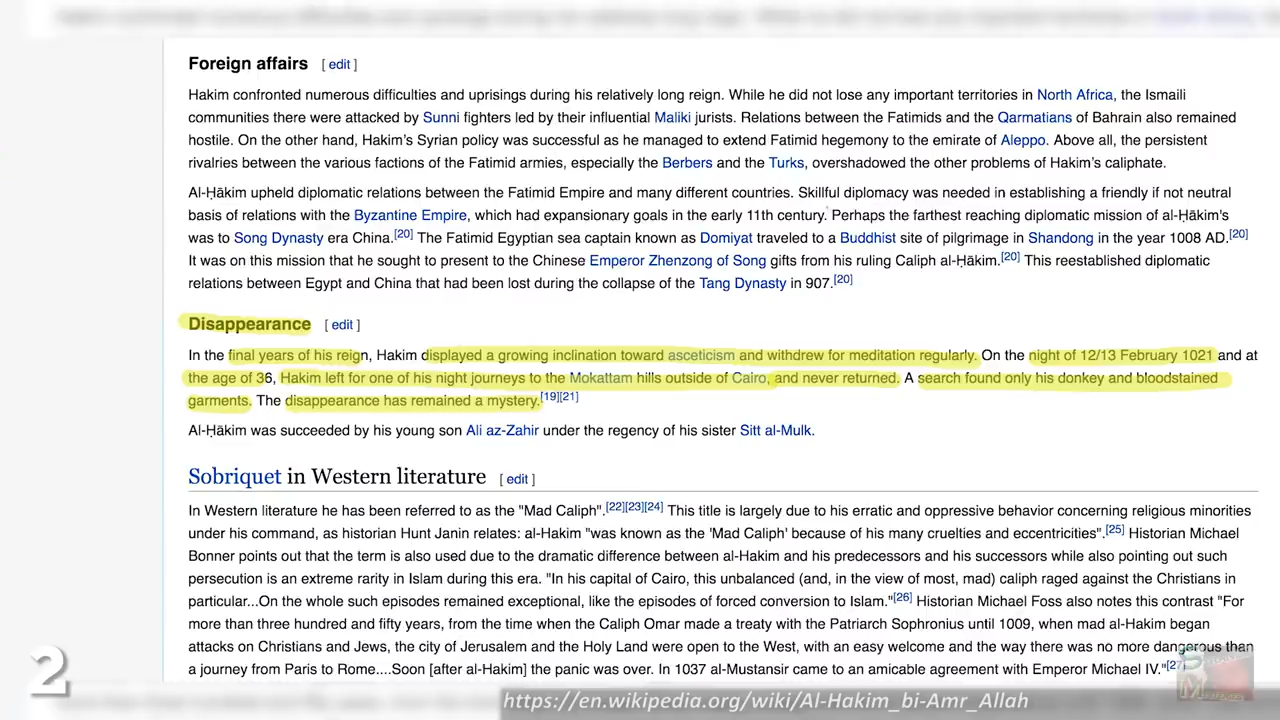 Foreign affairs [ edit ]
Hakim confronted numerous difficulties and uprisings during his relatively long reign. While he did not lose any important territories in North Africa, the Ismaili
communities there were attacked by Sunni fighters led by their influential Maliki jurists. Relations between the Fatimids and the Qarmatians of Bahrain also remained
hostile. On the other hand, Hakim's Syrian policy was successful as he managed to extend Fatimid hegemony to the emirate of Aleppo. Above all, the persistent
rivalries between the various factions of the Fatimid armies, especially the Berbers and the Turks, overshadowed the other problems of Hakim's caliphate.
Al-Ḥākim upheld diplomatic relations between the Fatimid Empire and many different countries. Skillful diplomacy was needed in establishing a friendly if not neutral
basis of relations with the Byzantine Empire, which had expansionary goals in the early 11th century. Perhaps the farthest reaching diplomatic mission of al-Ḥākim's
was to Song Dynasty era China.[20] The Fatimid Egyptian sea captain known as Domiyat traveled to a Buddhist site of pilgrimage in Shandong in the year 1008 AD.[20]
It was on this mission that he sought to present to the Chinese Emperor Zhenzong of Song gifts from his ruling Caliph al-Ḥākim.[20] This reestablished diplomatic
relations between Egypt and China that had been lost during the collapse of the Tang Dynasty in 907.[20]
Disappearance [ edit ]
In the final years of his reign, Hakim displayed a growing inclination toward asceticism and withdrew for meditation regularly. On the night of 12/13 February 1021 and at
the age of 36, Hakim left for one of his night journeys to the Mokattam hills outside of Cairo, and never returned. A search found only his donkey and bloodstained
garments. The disappearance has remained a mystery.[19][21]
Al-Ḥākim was succeeded by his young son Ali az-Zahir under the regency of his sister Sitt al-Mulk.
Sobriquet in Western literature [ edit ]
In Western literature he has been referred to as the "Mad Caliph".[22][23][24] This title is largely due to his erratic and oppressive behavior concerning religious minorities
under his command, as historian Hunt Janin relates: al-Hakim "was known as the 'Mad Caliph' because of his many cruelties and eccentricities".[25] Historian Michael
Bonner points out that the term is also used due to the dramatic difference between al-Hakim and his predecessors and his successors while also pointing out such
persecution is an extreme rarity in Islam during this era. "In his capital of Cairo, this unbalanced (and, in the view of most, mad) caliph raged against the Christians in
particular...On the whole such episodes remained exceptional, like the episodes of forced conversion to Islam."[26] Historian Michael Foss also notes this contrast "For
more than three hundred and fifty years, from the time when the Caliph Omar made a treaty with the Patriarch Sophronius until 1009, when mad al-Hakim began
attacks on Christians and Jews, the city of Jerusalem and the Holy Land were open to the West, with an easy welcome and the way there was no more dangerous than
a journey from Paris to Rome....Soon [after al-Hakim] the panic was over. In 1037 al-Mustansir came to an amicable agreement with Emperor Michael IV."[27]
2
https://en.wikipedia.org/wiki/Al-Hakim_bi-Amr_Allah